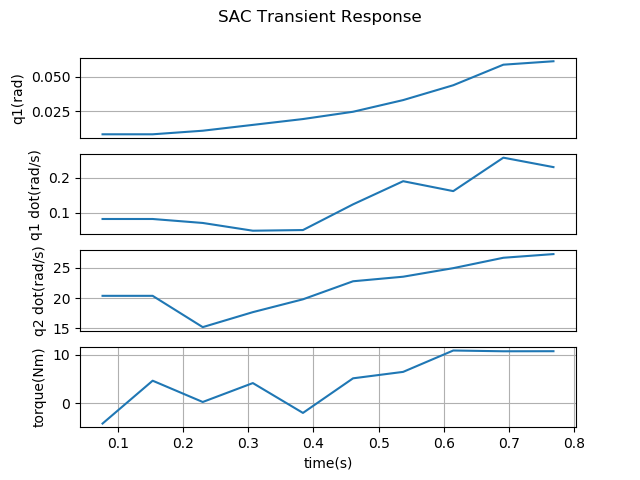 SAC Transient Response
q1(rad)
0.050
0.025
q1 dot(rad/s)
0.2
0.1
q2 dot(rad/s)
25
20
15
torque(Nm)
10
0
0.1 0.2 0.3 0.4 0.5 0.6 0.7 0.8
time(s)